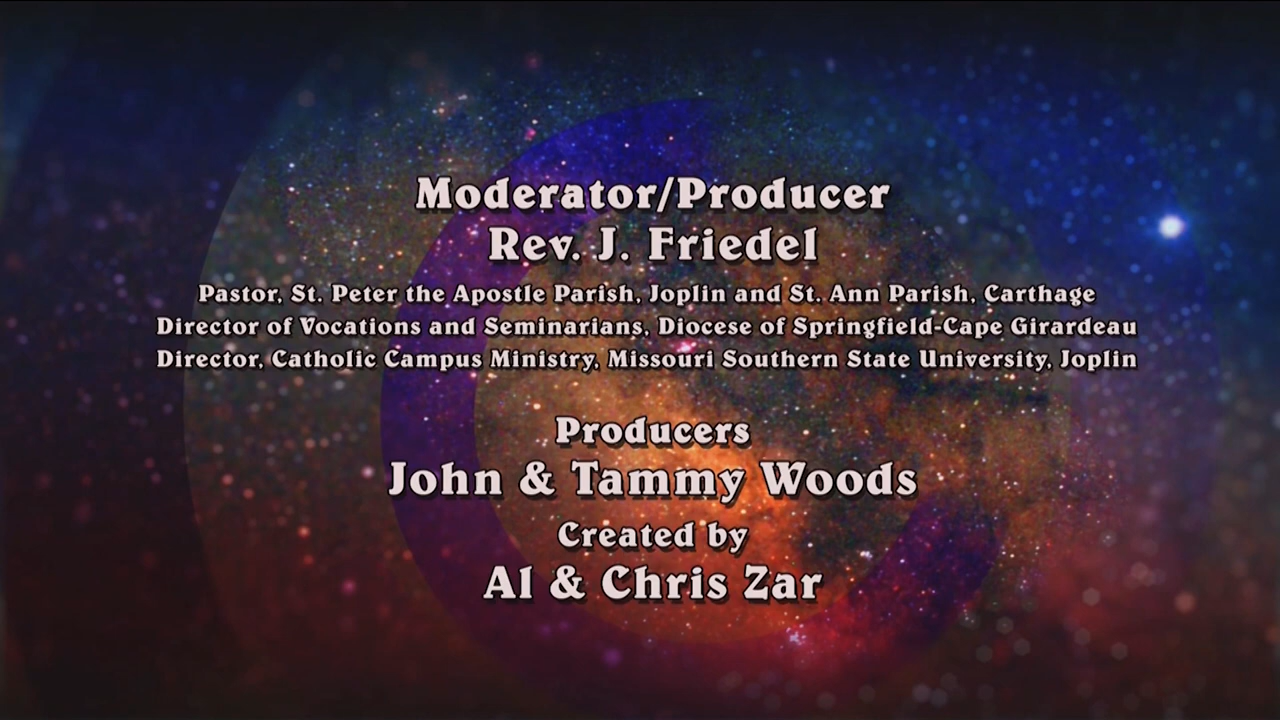 Moderator/Producer
Rev. J. Friedel
Pastor, St. Peter the Apostle Parish, Joplin and St. Ann Parish, Carthage
Director of Vocations and Seminarians, Diocese of Springfield-Cape Girardeau
Director, Catholic Campus Ministry, Missouri Southern State University, Joplin
Producers
John & Tammy Woods
Created by
Al & Chris Zar